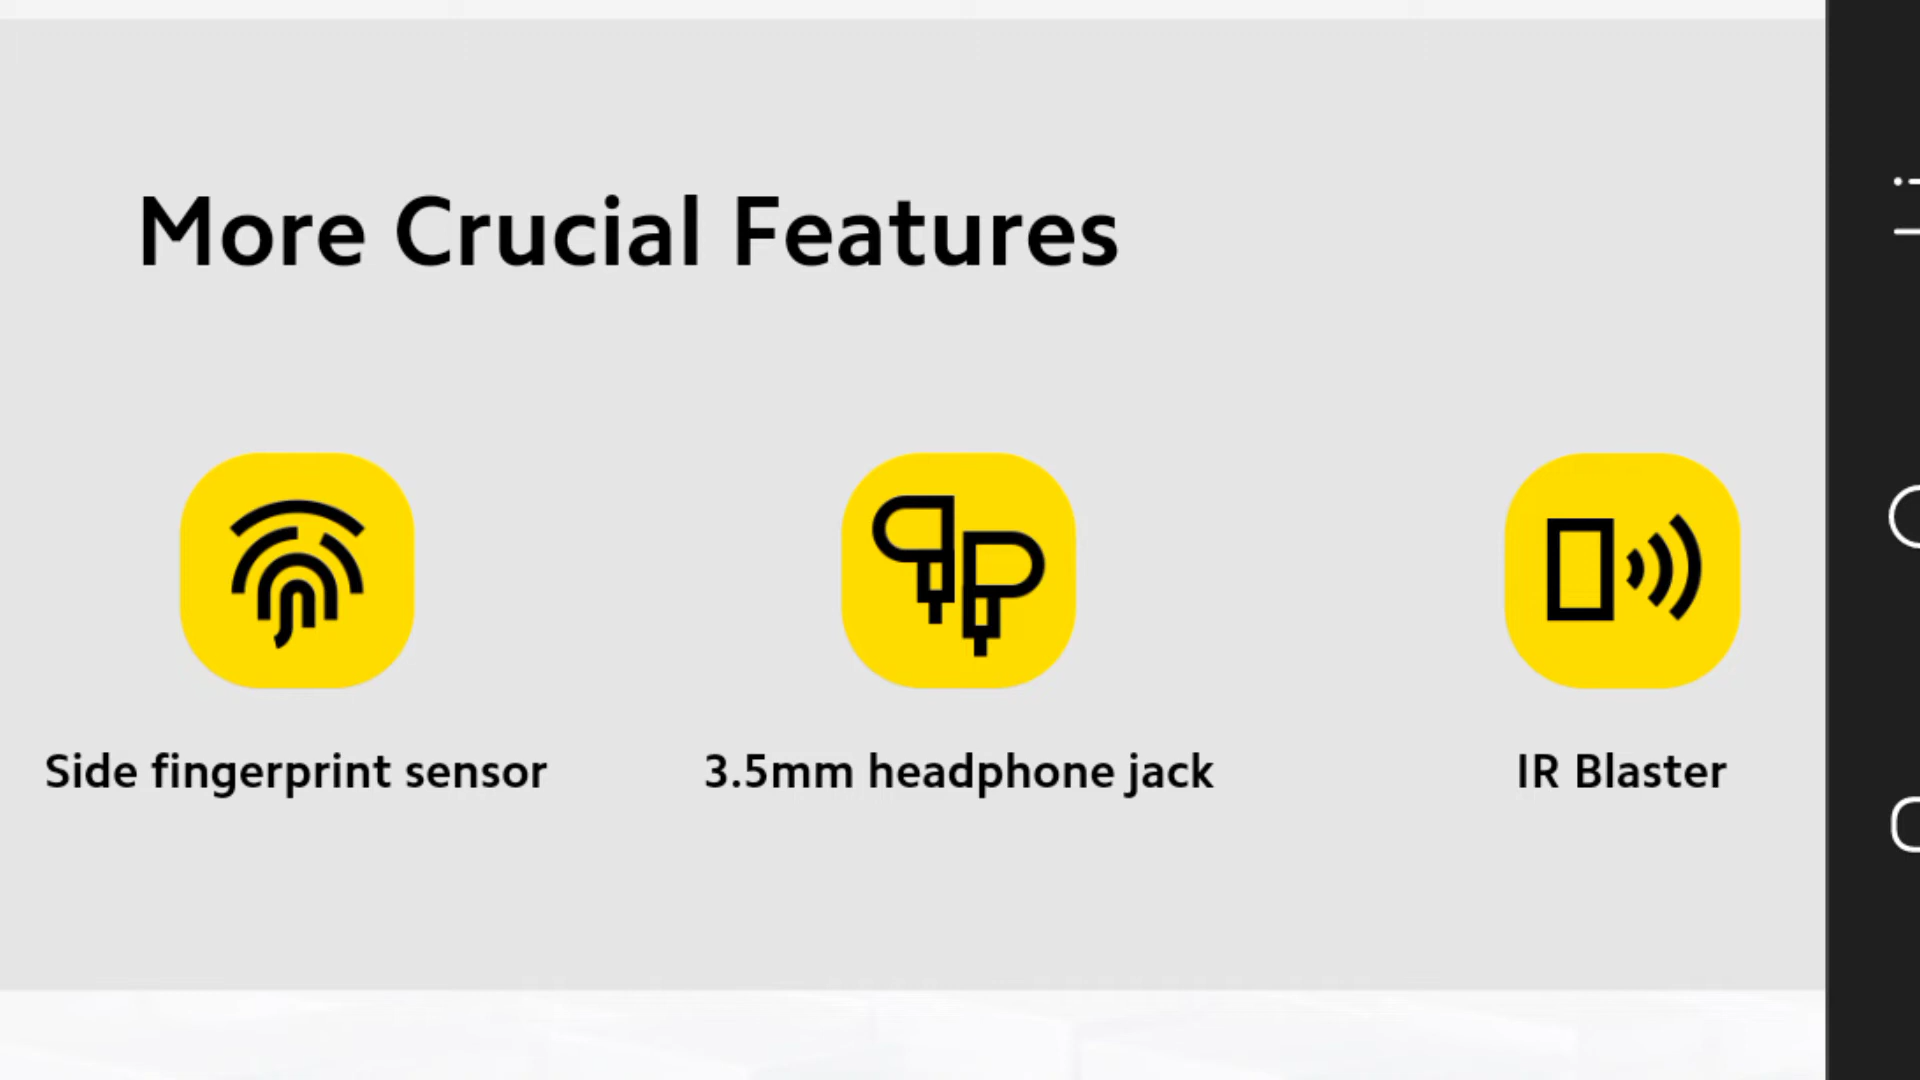 More Crucial Features
Side fingerprint sensor
3.5mm headphone jack
IR Blaster